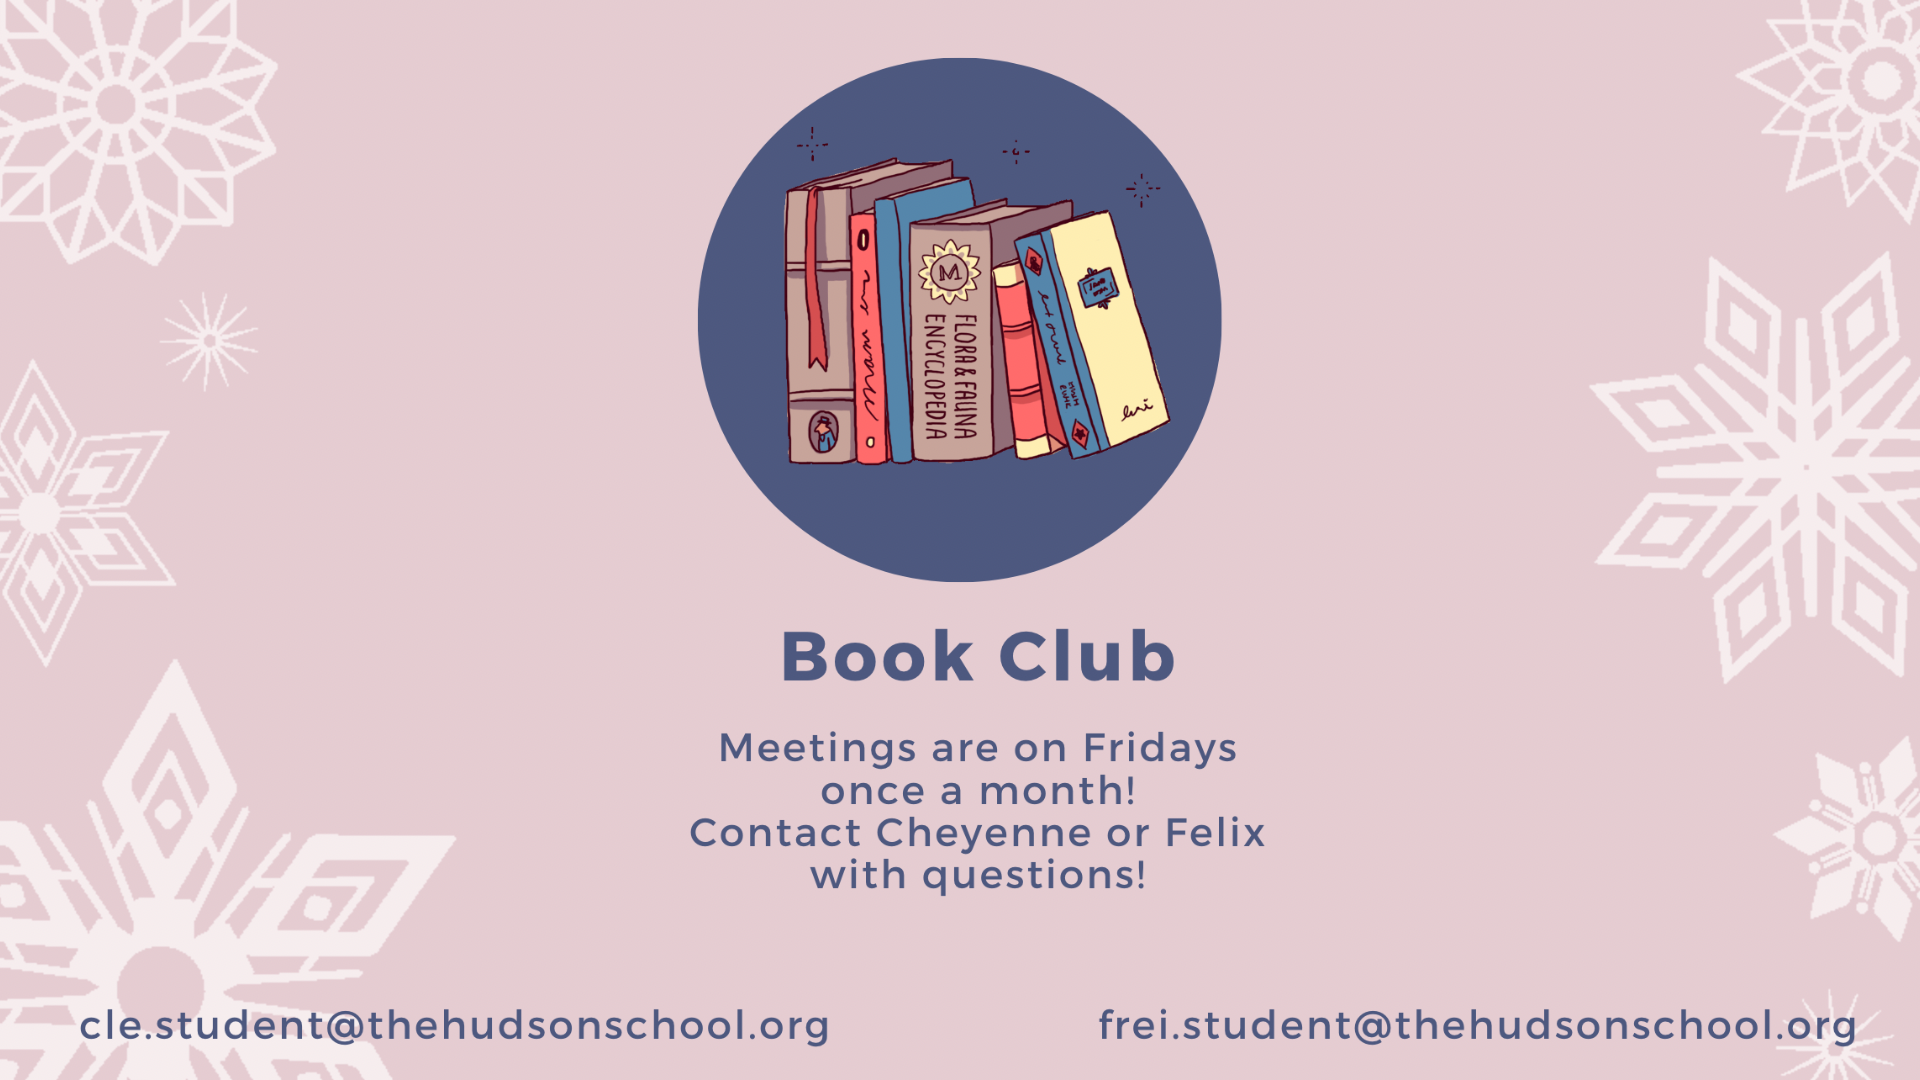 M
FLORA & FAUNA
ENCYCLOPEDIA
Book Club
Meetings are on Fridays
once a month!
Contact Cheyenne or Felix
with questions!
cle.student@thehudsonschool.org
frei.student@thehudsonschool.org